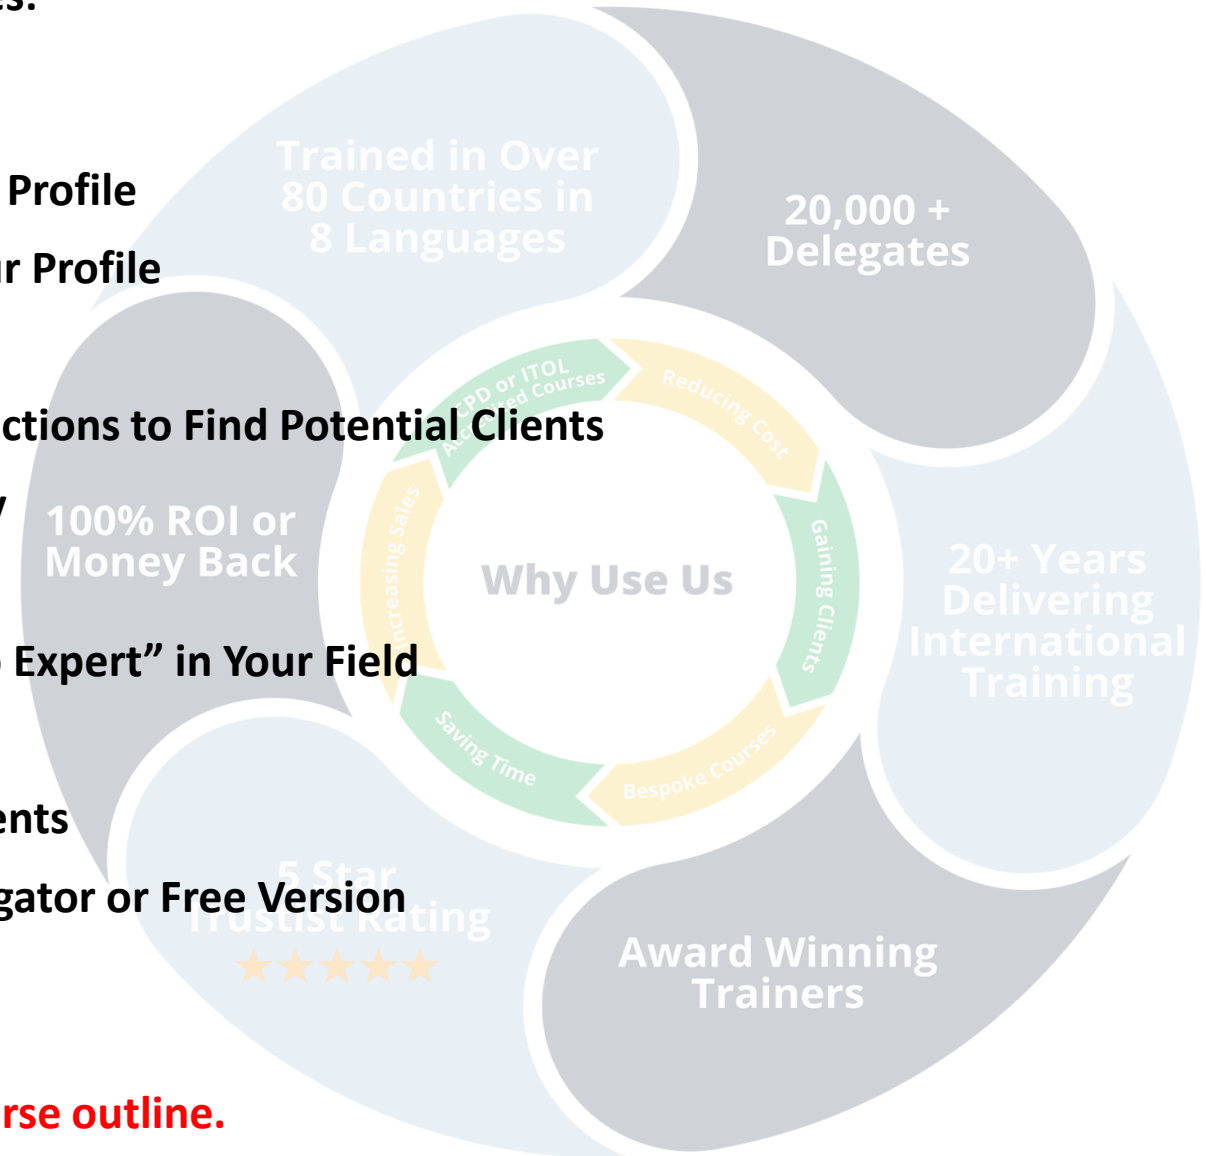 es:
Profile
ur Profile
ctions to Find Potential Clients
y
Expert” in Your Field
ents
gator or Free Version
rse outline.
Trained in Over
80 Countries in
8 Languages
20,000 +
Delegates
20+ Years
Delivering
International
Training
Award Winning
Trainers
5 Star
Trustist Rating
100% ROI or
Money Back
CPD or ITOL
Accredited Courses
Reducing Cost
Gaining Clients
Bespoke Courses
Saving Time
Increasing Sales
Why Use Us